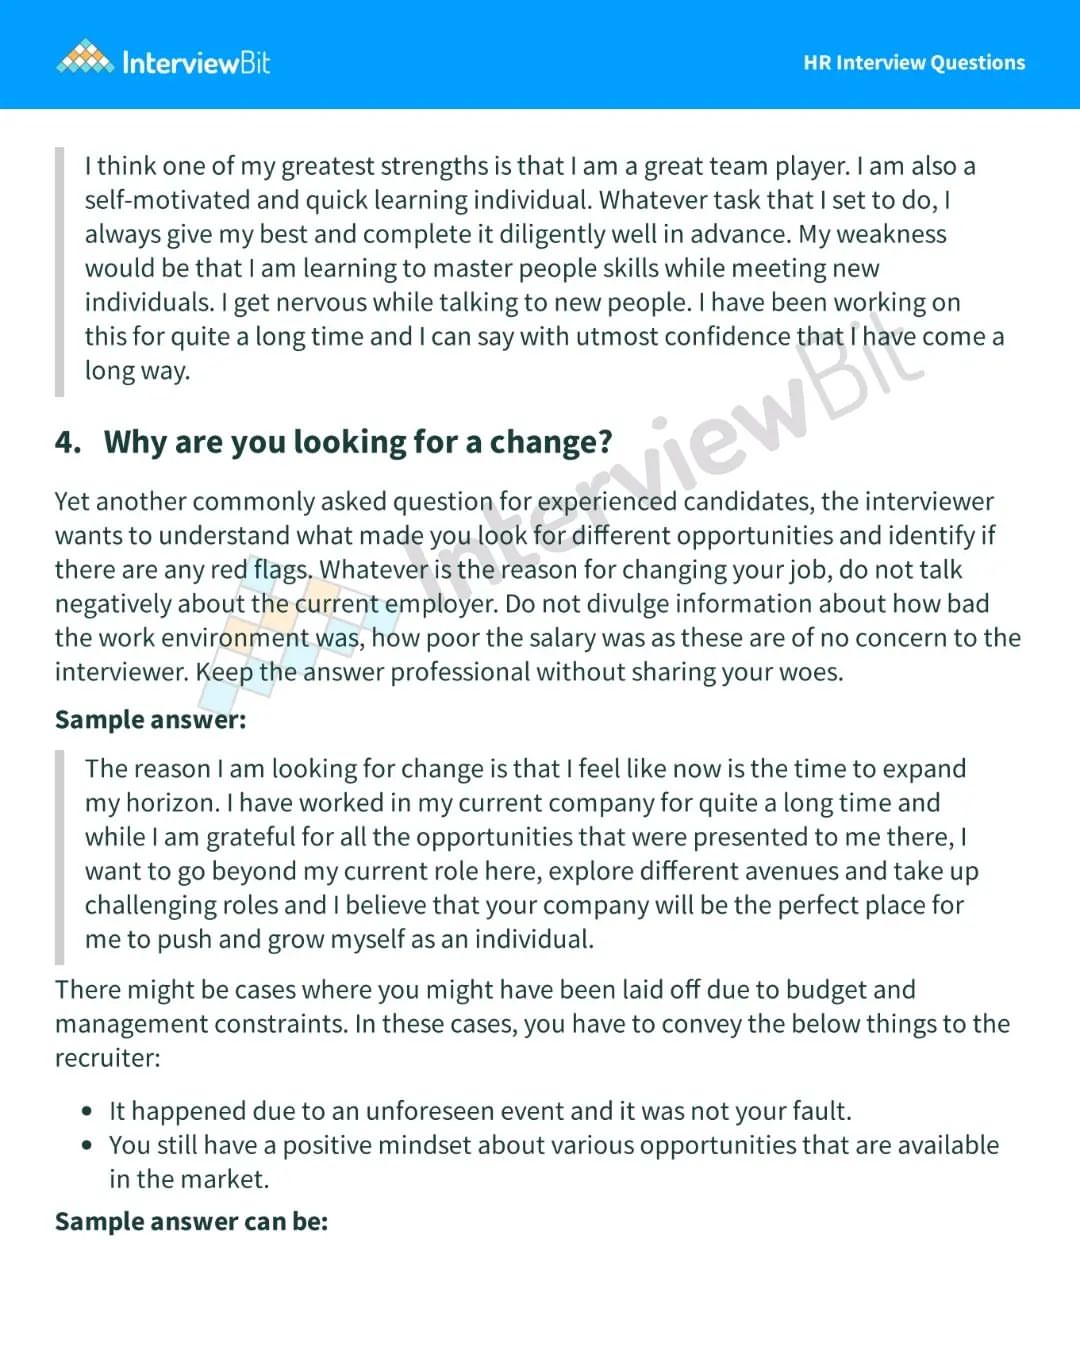 InterviewBit
HR Interview Questions
I think one of my greatest strengths is that I am a great team player. I am also a
self-motivated and quick learning individual. Whatever task that I set to do, I
always give my best and complete it diligently well in advance. My weakness
would be that I am learning to master people skills while meeting new
individuals. I get nervous while talking to new people. I have been working on
this for quite a long time and I can say with utmost confidence that I have come a
long way.
4. Why are you looking for a change?
Yet another commonly asked question for experienced candidates, the interviewer
wants to understand what made you look for different opportunities and identify if
there are any red flags. Whatever is the reason for changing your job, do not talk
negatively about the current employer. Do not divulge information about how bad
the work environment was, how poor the salary was as these are of no concern to the
interviewer. Keep the answer professional without sharing your woes.
Sample answer:
The reason I am looking for change is that I feel like now is the time to expand
my horizon. I have worked in my current company for quite a long time and
while I am grateful for all the opportunities that were presented to me there, I
want to go beyond my current role here, explore different avenues and take up
challenging roles and I believe that your company will be the perfect place for
me to push and grow myself as an individual.
There might be cases where you might have been laid off due to budget and
management constraints. In these cases, you have to convey the below things to the
recruiter:
• It happened due to an unforeseen event and it was not your fault.
• You still have a positive mindset about various opportunities that are available
in the market.
Sample answer can be:
InterviewBit